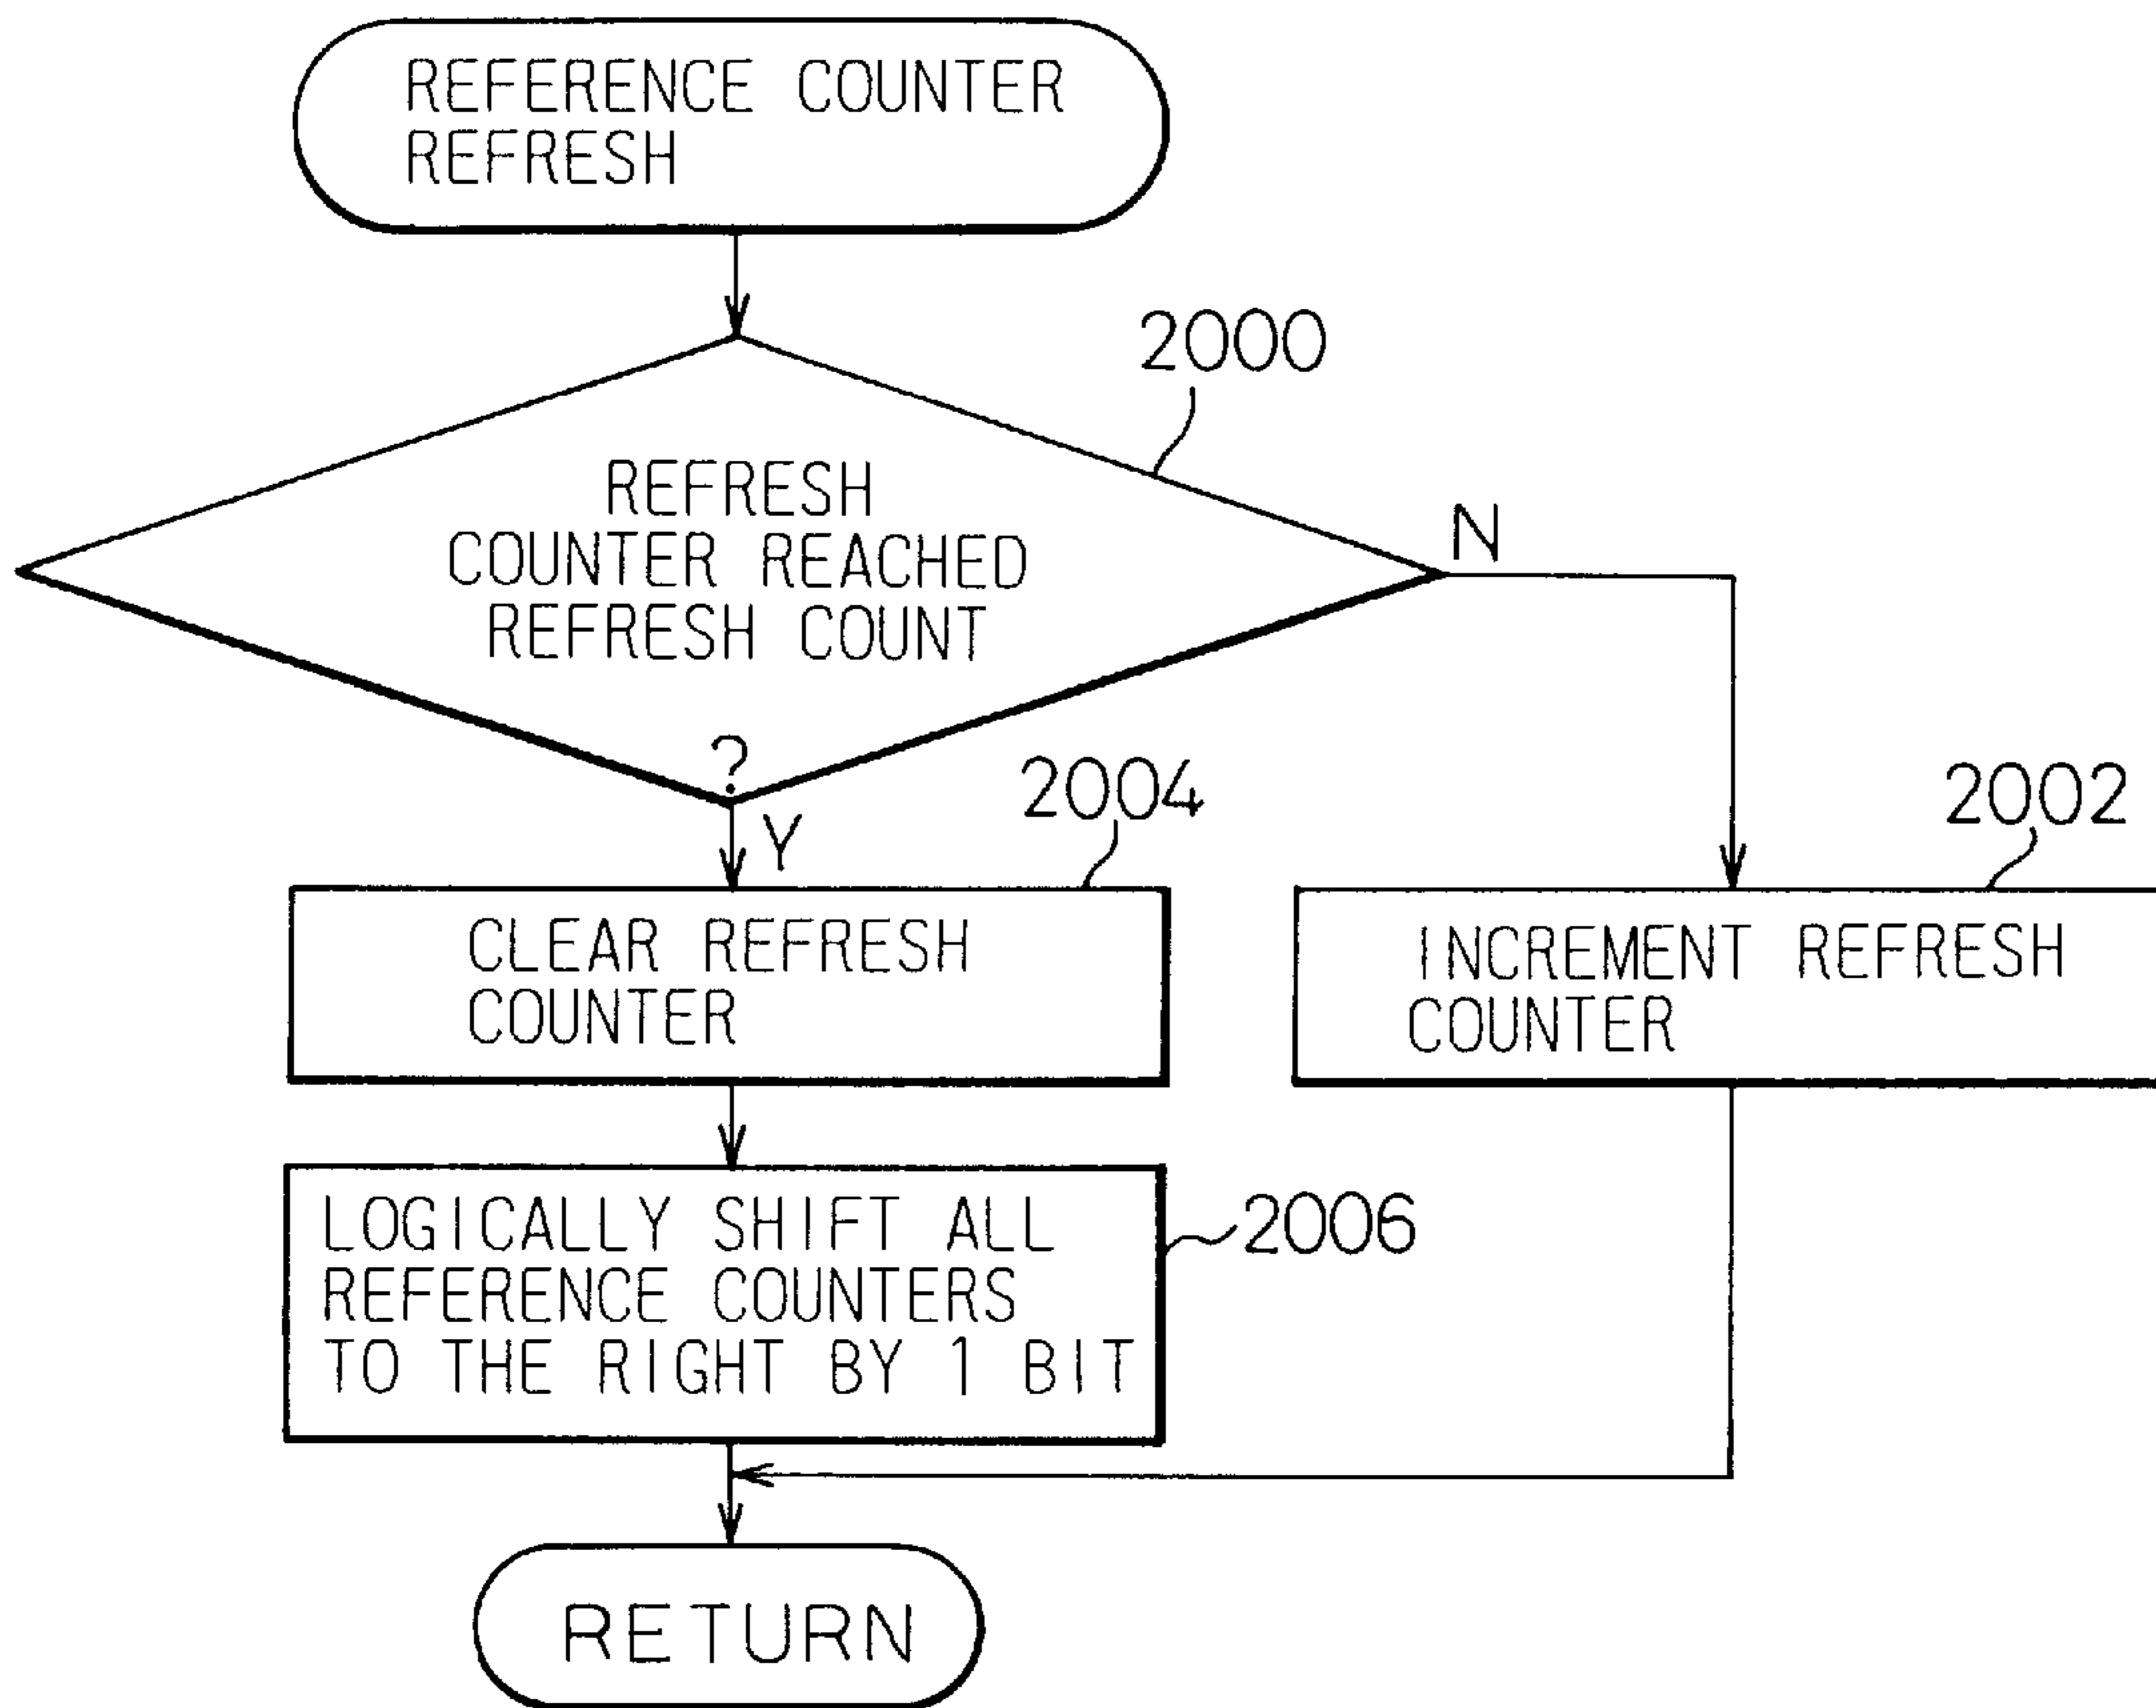 REFERENCE COUNTER
REFRESH
2000
REFRESH
COUNTER REACHED
REFRESH COUNT
?
N
Y
2004
CLEAR REFRESH
COUNTER
2002
INCREMENT REFRESH
COUNTER
LOGICALLY SHIFT ALL
REFERENCE COUNTERS
TO THE RIGHT BY 1 BIT
2006
RETURN